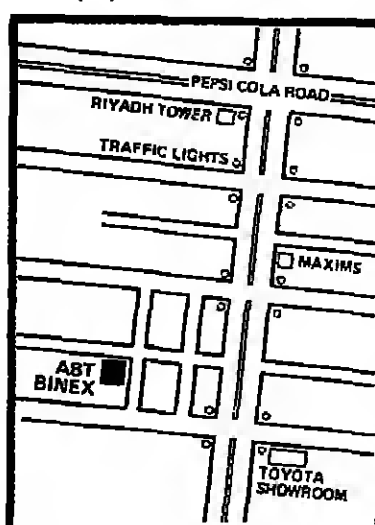 PEPSI COLA ROAD
RIYADH TOWER
TRAFFIC LIGHTS
MAXIMS
ABT
BINEX
TOYOTA
SHOWROOM